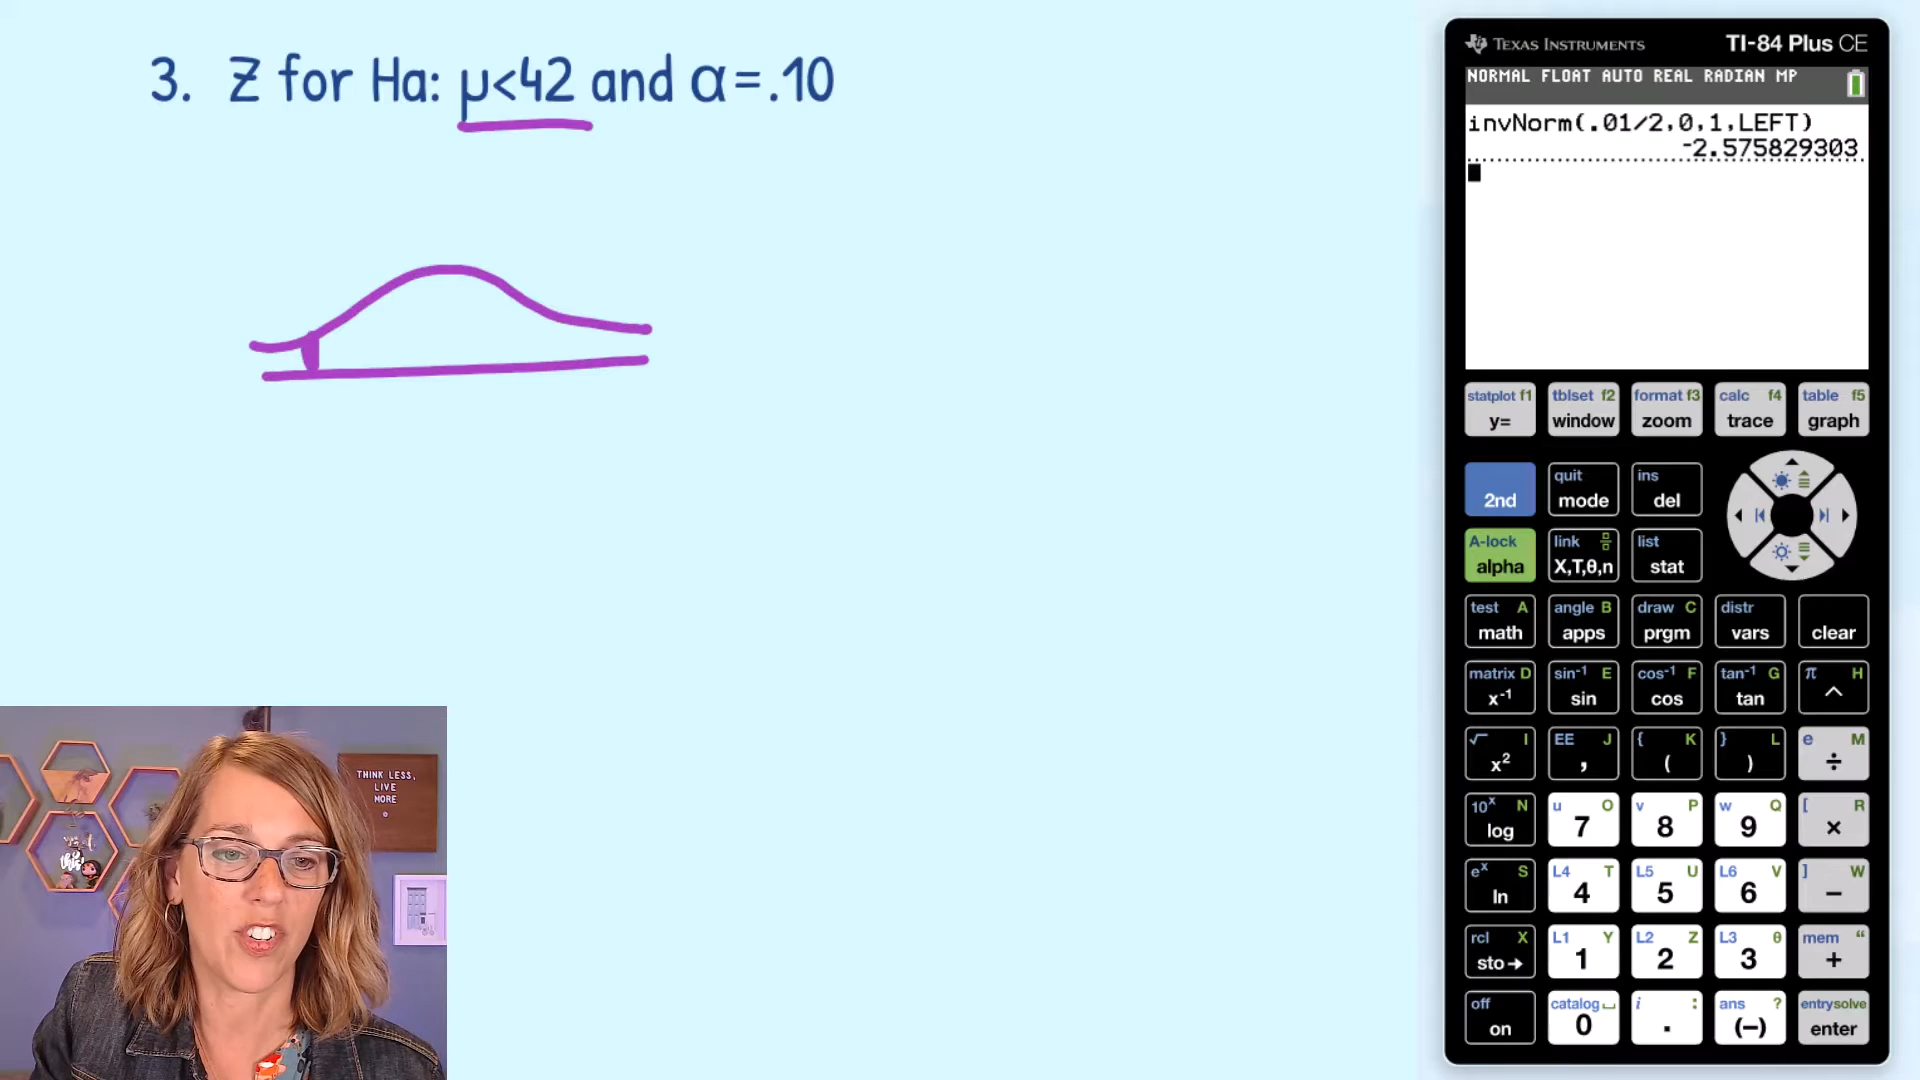 3. Z for Ha: μ<42 and α=.10
TEXAS INSTRUMENTS TI-84 Plus CE
NORMAL FLOAT AUTO REAL RADIAN MP
invNorm(.01/2,0,1,LEFT)
-2.575829303
statplot f1 tblset f2 format f3 calc f4 table f5
y= window zoom trace graph
quit ins
2nd mode del
A-lock link list
alpha X,T,θ,n stat
test A angle B draw C distr
math apps prgm vars clear
matrix D sin⁻¹ E cos⁻¹ F tan⁻¹ G π H
x⁻¹ sin cos tan ^
√ I EE J { K } L e M
x² , ( ) ÷
10ˣ N u O v P w Q [ R
log 7 8 9 ×
eˣ S L4 T L5 U L6 V ] W
ln 4 5 6 −
rcl X L1 Y L2 Z L3 θ mem “
sto→ 1 2 3 +
off catalog i : ans ? entry solve
on 0 . (−) enter
THINK LESS,
LIVE
MORE